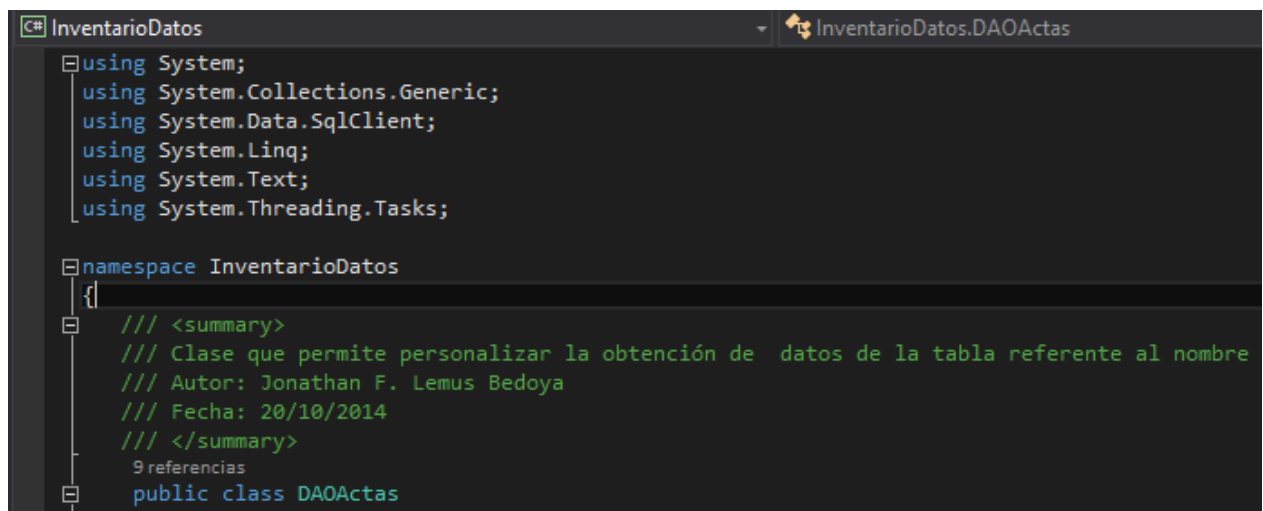 C# InventarioDatos InventarioDatos.DAOActas
using System;
using System.Collections.Generic;
using System.Data.SqlClient;
using System.Linq;
using System.Text;
using System.Threading.Tasks;
namespace InventarioDatos
{
/// <summary>
/// Clase que permite personalizar la obtención de  datos de la tabla referente al nombre
/// Autor: Jonathan F. Lemus Bedoya
/// Fecha: 20/10/2014
/// </summary>
9 referencias
public class DAOActas